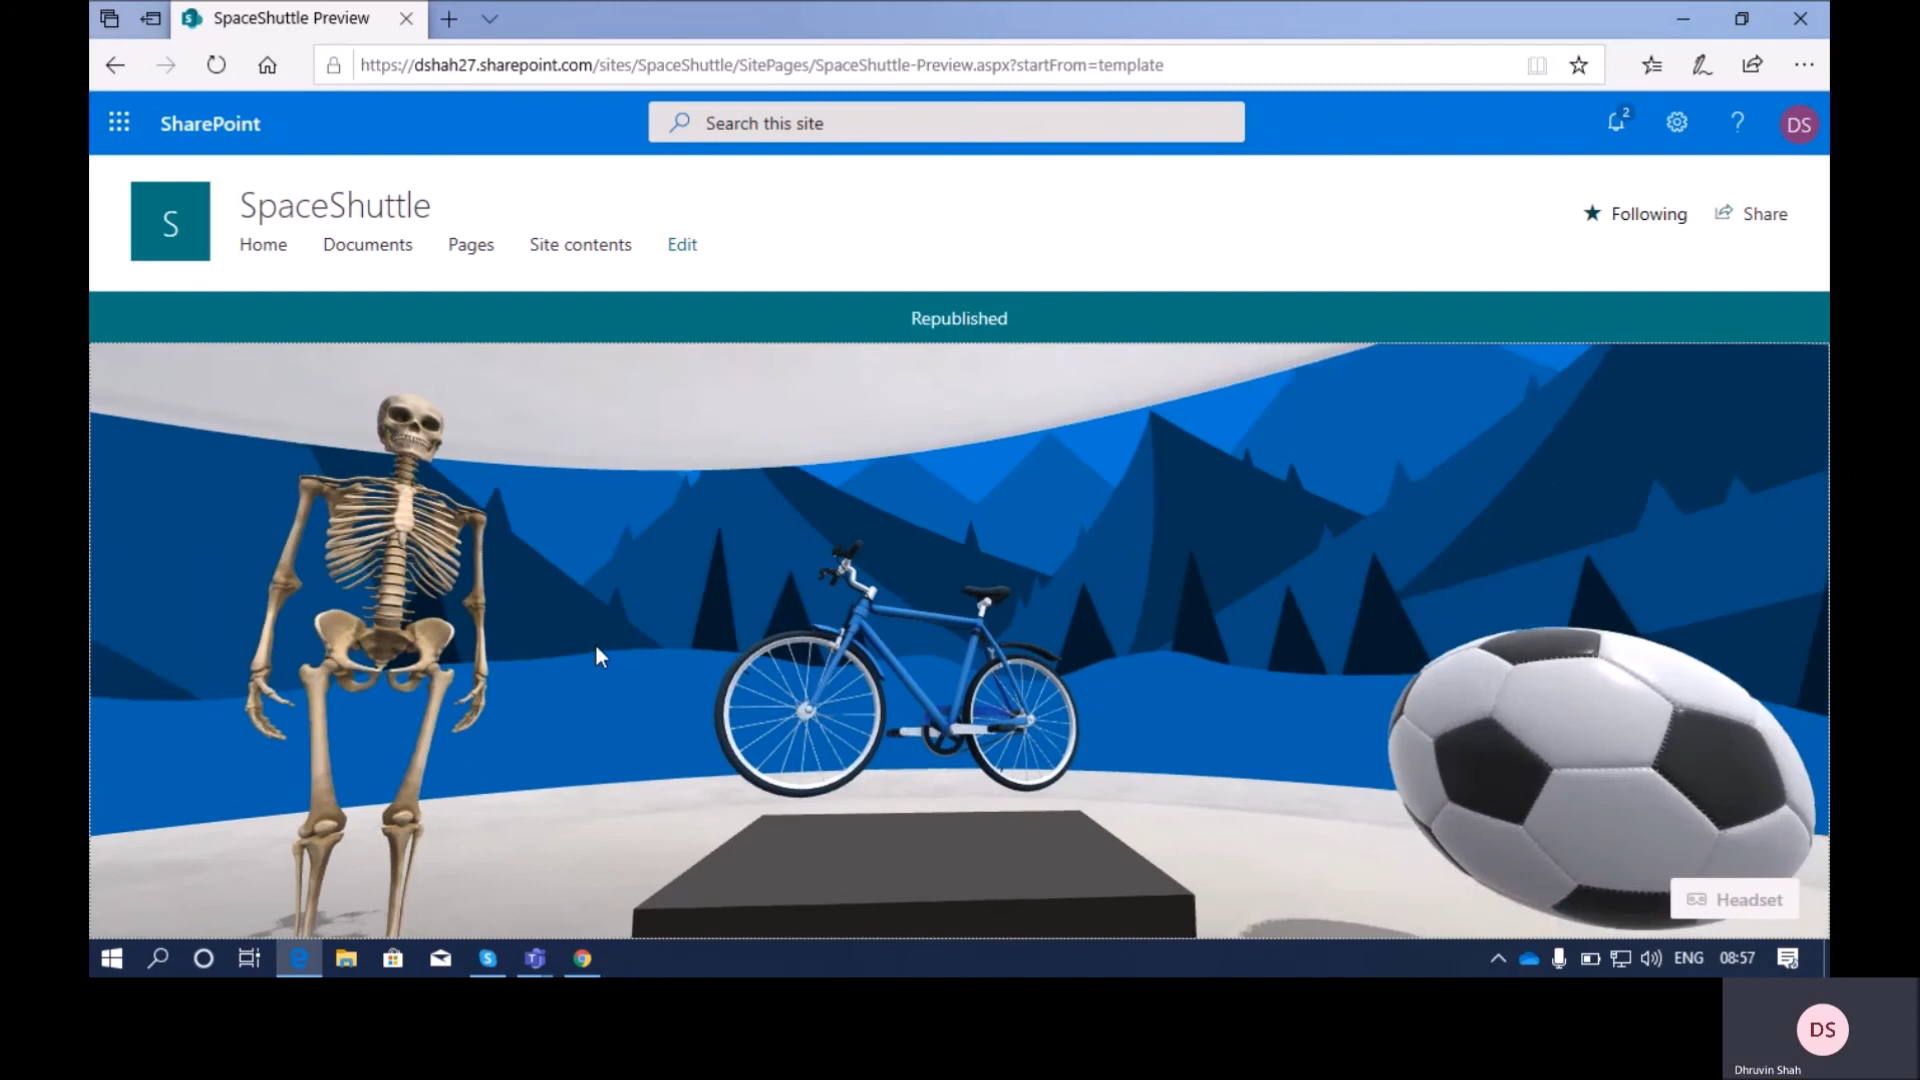 SpaceShuttle Preview
https://dshah27.sharepoint.com/sites/SpaceShuttle/SitePages/SpaceShuttle-Preview.aspx?startFrom=template
SharePoint
Search this site
2
DS
S
SpaceShuttle
Following
Share
Home Documents Pages Site contents Edit
Republished
Headset
ENG 08:57
DS
Dhruvin Shah